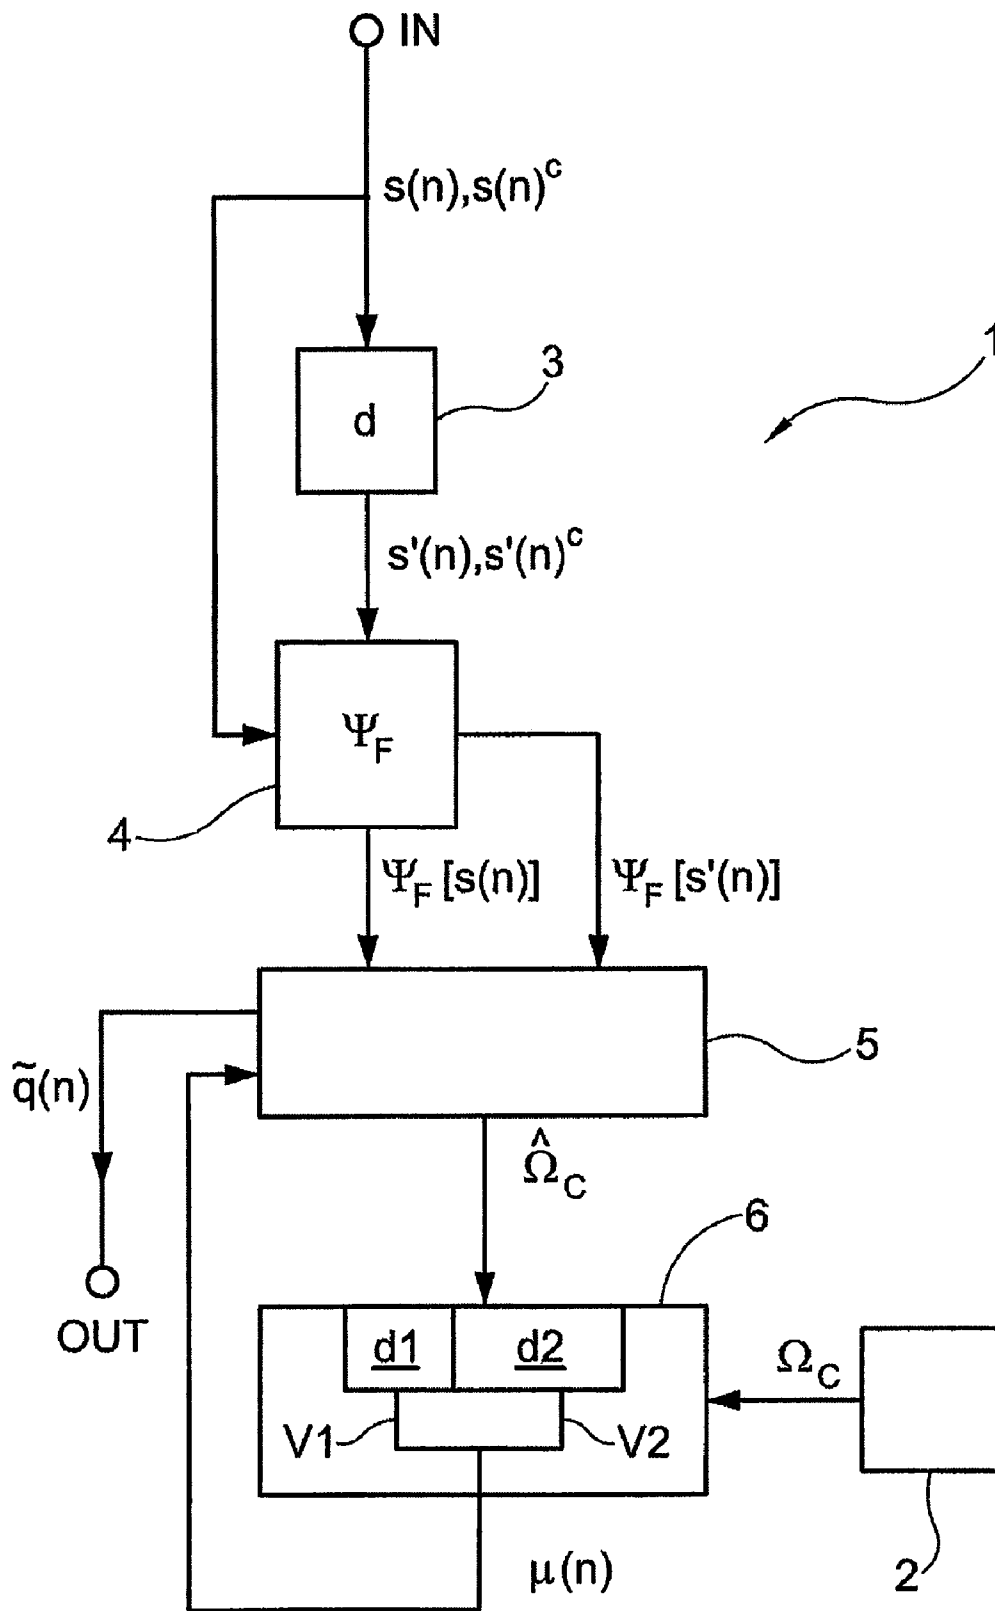 IN
s(n),s(n)ᶜ
1
3
d
s'(n),s'(n)ᶜ
Ψ_F
4
Ψ_F [s(n)]
Ψ_F [s'(n)]
5
q̃(n)
Ω̂_C
6
OUT
d1
d2
Ω_C
V1
V2
μ(n)
2